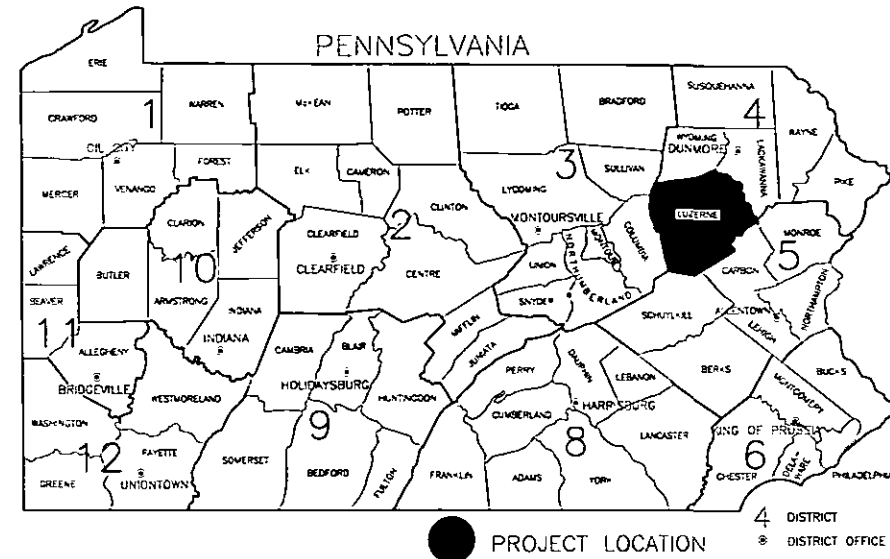 PENNSYLVANIA
ERIE
CRAWFORD
1
WARREN
McKEAN
POTTER
TIOGA
BRADFORD
SUSQUEHANNA
4
WAYNE
WYOMING
DUNMORE
LACKAWANNA
PIKE
OIL CITY
FOREST
MERCER
VENANGO
ELK
CAMERON
3
SULLIVAN
LYCOMING
CLINTON
2
MONTOURSVILLE
LUZERNE
COLUMBIA
MONTOUR
MONROE
5
CLARION
JEFFERSON
CLEARFIELD
CLEARFIELD
CENTRE
UNION
NORTHUMBERLAND
SNYDER
CARBON
LAWRENCE
BUTLER
10
ARMSTRONG
INDIANA
INDIANA
BEAVER
11
SCHUYLKILL
ALLENTOWN
NORTHAMPTON
LEHIGH
MIFFLIN
JUNIATA
ALLEGHENY
BRIDGEVILLE
CAMBRIA
BLAIR
HOLIDAYSBURG
HUNTINGDON
PERRY
DAUPHIN
LEBANON
BERKS
BUCKS
MONTGOMERY
WESTMORELAND
CUMBERLAND
HARRISBURG
KING OF PRUSSIA
WASHINGTON
12
FAYETTE
UNIONTOWN
GREENE
SOMERSET
9
BEDFORD
FULTON
FRANKLIN
ADAMS
8
YORK
LANCASTER
6
CHESTER
DELAWARE
PHILADELPHIA
PROJECT LOCATION
4 DISTRICT
DISTRICT OFFICE